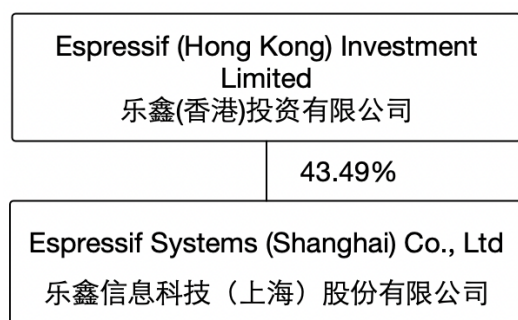 Espressif (Hong Kong) Investment
Limited
乐鑫(香港)投资有限公司
43.49%
Espressif Systems (Shanghai) Co., Ltd
乐鑫信息科技（上海）股份有限公司